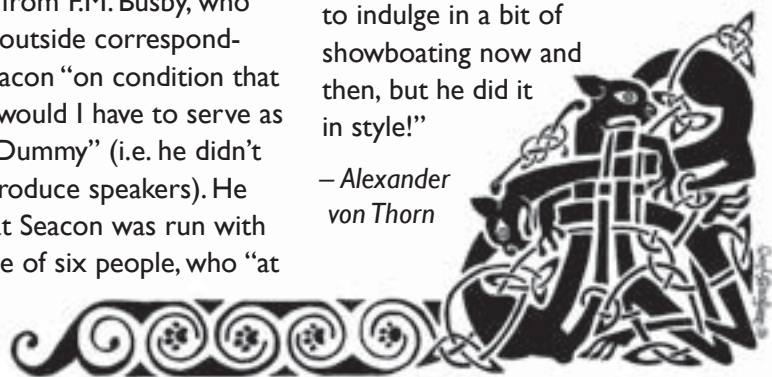 from F.M. Busby, who
outside correspond-
acon “on condition that
would I have to serve as
Dummy” (i.e. he didn’t
roduce speakers). He
t Seacon was run with
e of six people, who “at
to indulge in a bit of
showboating now and
then, but he did it
in style!”
– Alexander
von Thorn